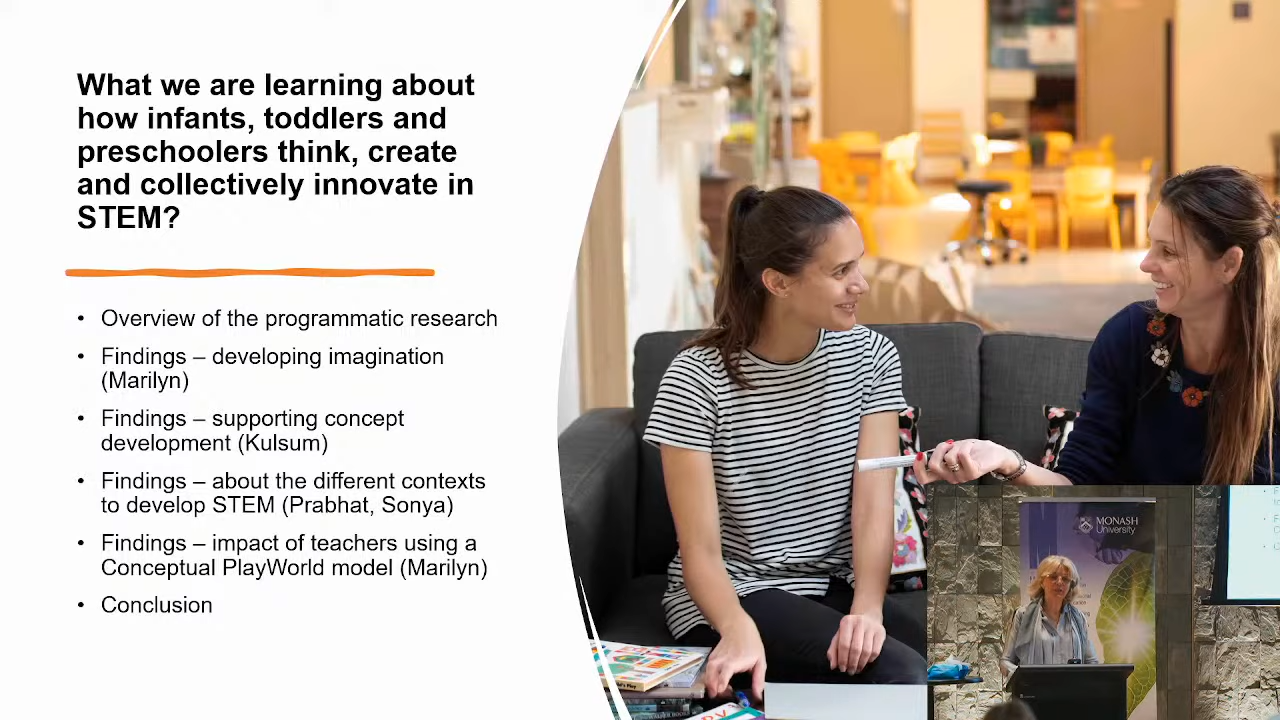 What we are learning about
how infants, toddlers and
preschoolers think, create
and collectively innovate in
STEM?
• Overview of the programmatic research
• Findings – developing imagination
(Marilyn)
• Findings – supporting concept
development (Kulsum)
• Findings – about the different contexts
to develop STEM (Prabhat, Sonya)
• Findings – impact of teachers using a
Conceptual PlayWorld model (Marilyn)
• Conclusion
MONASH
University